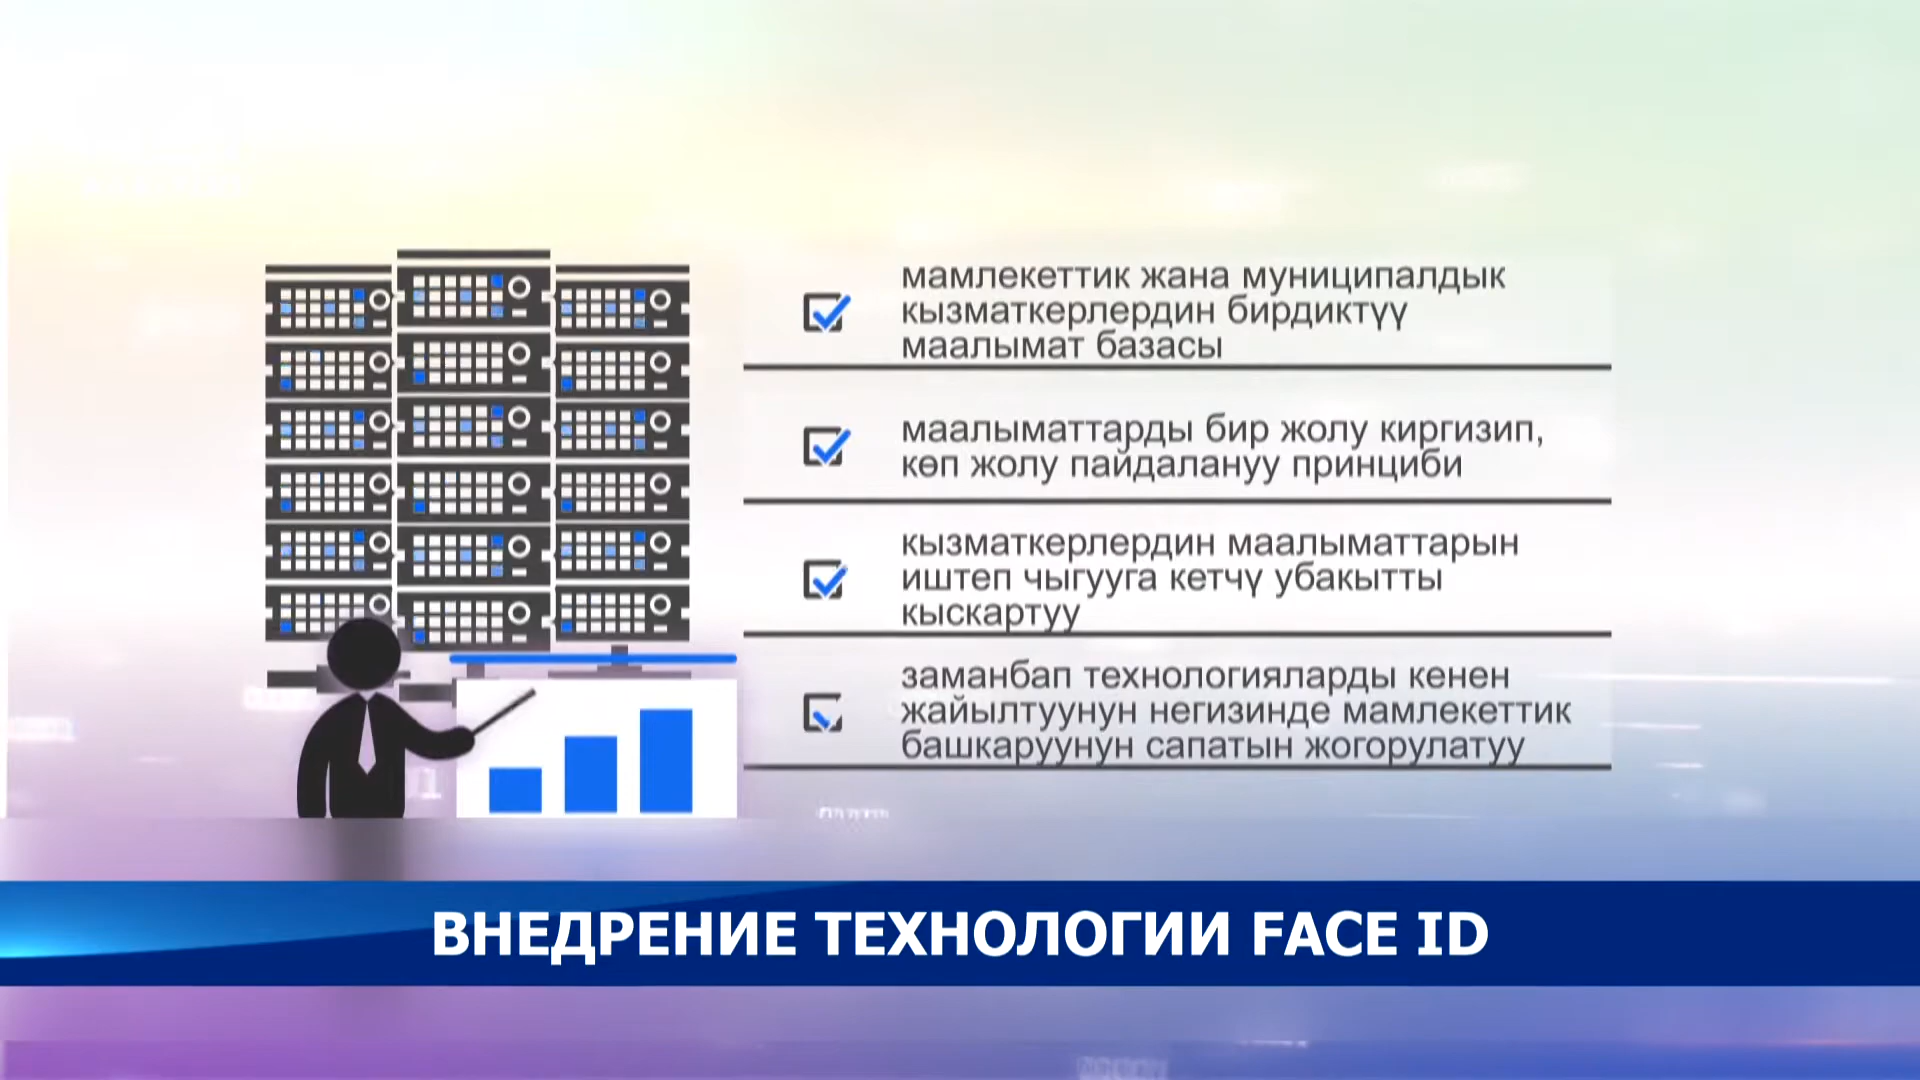 мамлекеттик жана муниципалдык
кызматкерлердин бирдиктүү
маалымат базасы
маалыматтарды бир жолу киргизип,
көп жолу пайдалануу принциби
кызматкерлердин маалыматтарын
иштеп чыгууга кетчү убакытты
кыскартуу
заманбап технологияларды кенен
жайылтуунун негизинде мамлекеттик
башкаруунун сапатын жогорулатуу
ВНЕДРЕНИЕ ТЕХНОЛОГИИ FACE ID